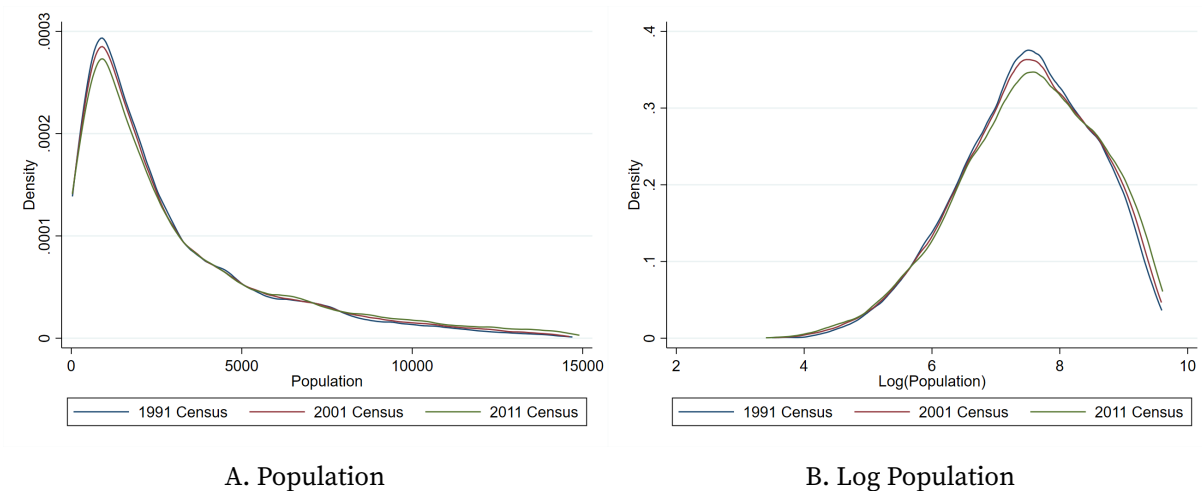 .0003
.0002
.0001
0
Density
0 5000 10000 15000
Population
1991 Census 2001 Census 2011 Census
A. Population
.4
.3
.2
.1
0
Density
2 4 6 8 10
Log(Population)
1991 Census 2001 Census 2011 Census
B. Log Population